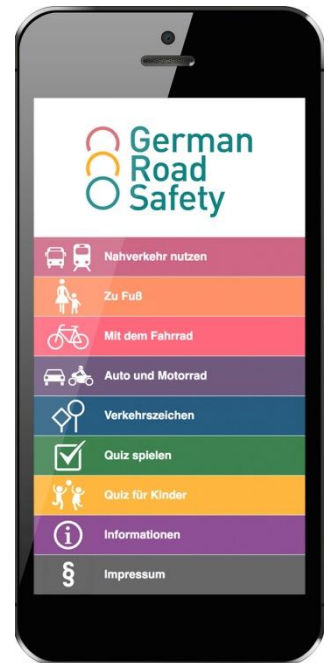 German
Road
Safety
Nahverkehr nutzen
Zu Fuß
Mit dem Fahrrad
Auto und Motorrad
Verkehrszeichen
Quiz spielen
Quiz für Kinder
Informationen
§ Impressum